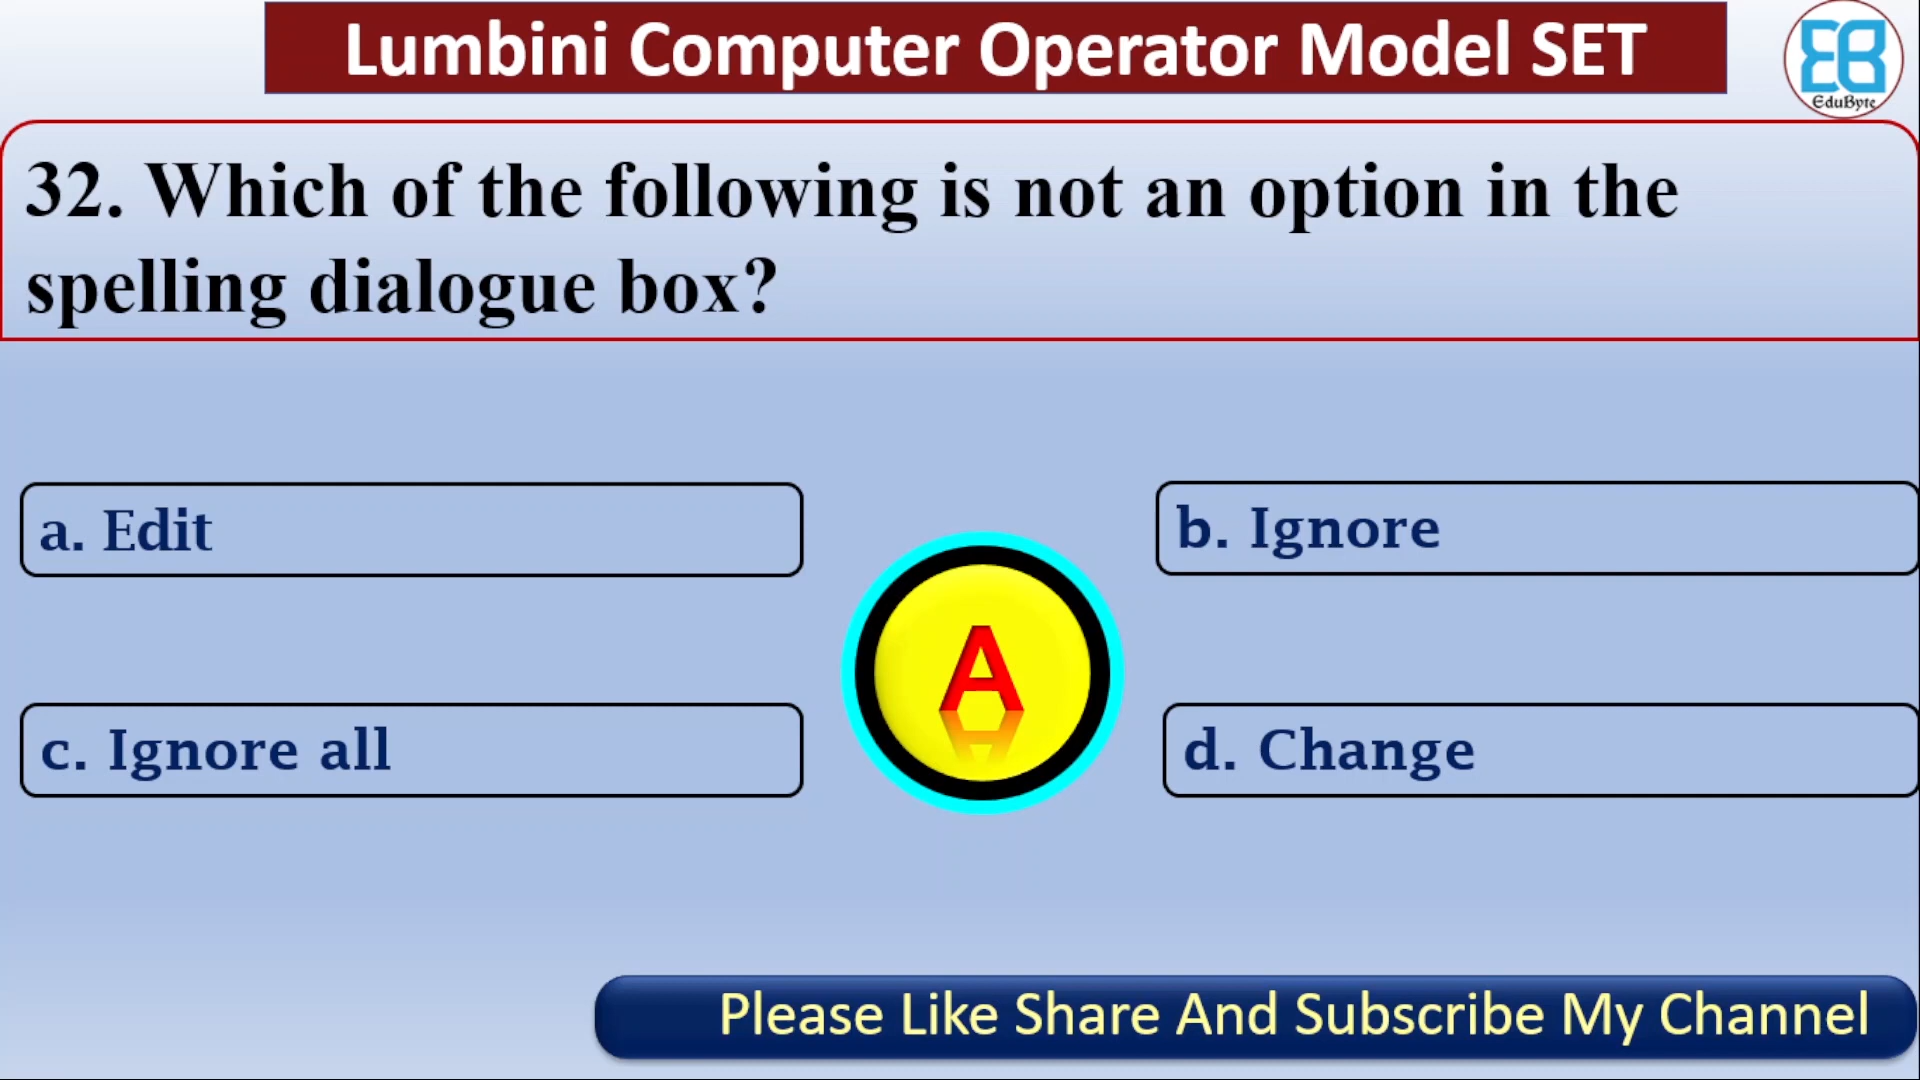 Lumbini Computer Operator Model SET
EduByte
32. Which of the following is not an option in the
spelling dialogue box?
a. Edit
b. Ignore
A
c. Ignore all
d. Change
Please Like Share And Subscribe My Channel